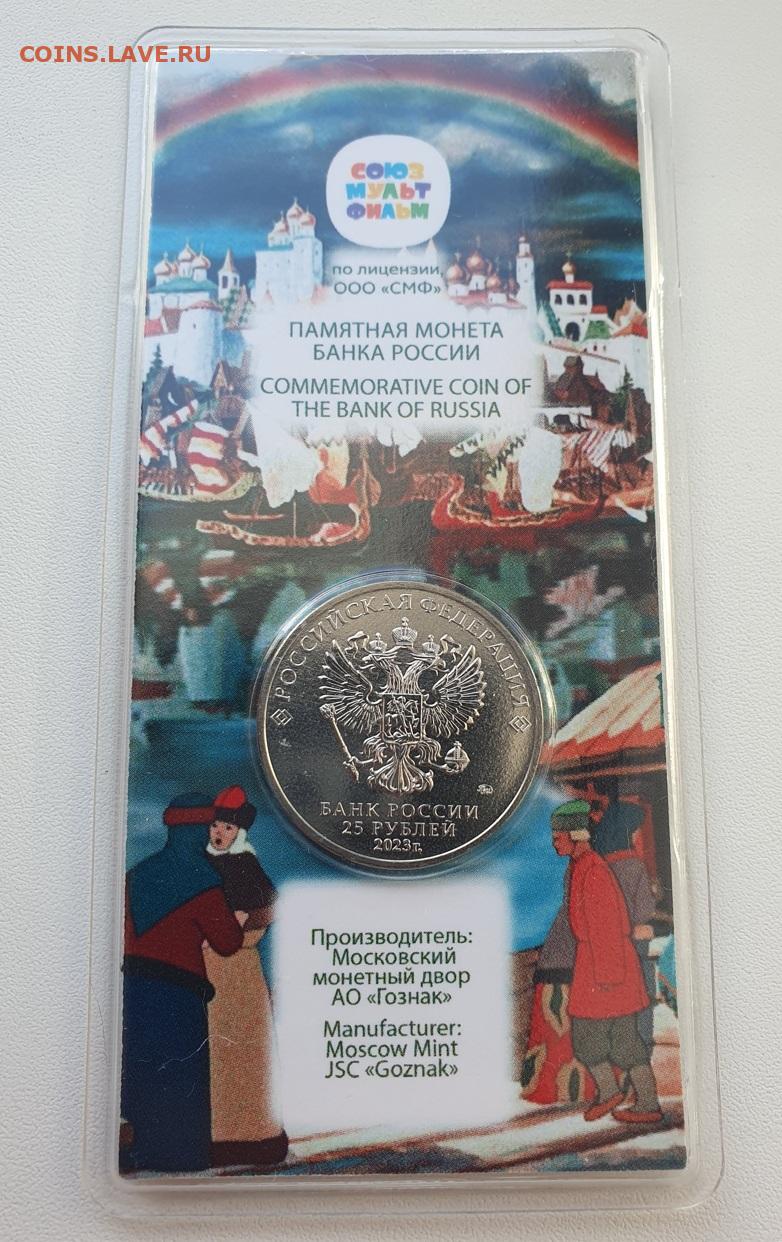 COINS.LAVE.RU
СОЮЗ
МУЛЬТ
ФИЛЬМ
по лицензии,
ООО «СМФ»
ПАМЯТНАЯ МОНЕТА
БАНКА РОССИИ
COMMEMORATIVE COIN OF
THE BANK OF RUSSIA
РОССИЙСКАЯ ФЕДЕРАЦИЯ
БАНК РОССИИ
25 РУБЛЕЙ
2023 г.
Производитель:
Московский
монетный двор
АО «Гознак»
Manufacturer:
Moscow Mint
JSC «Goznak»